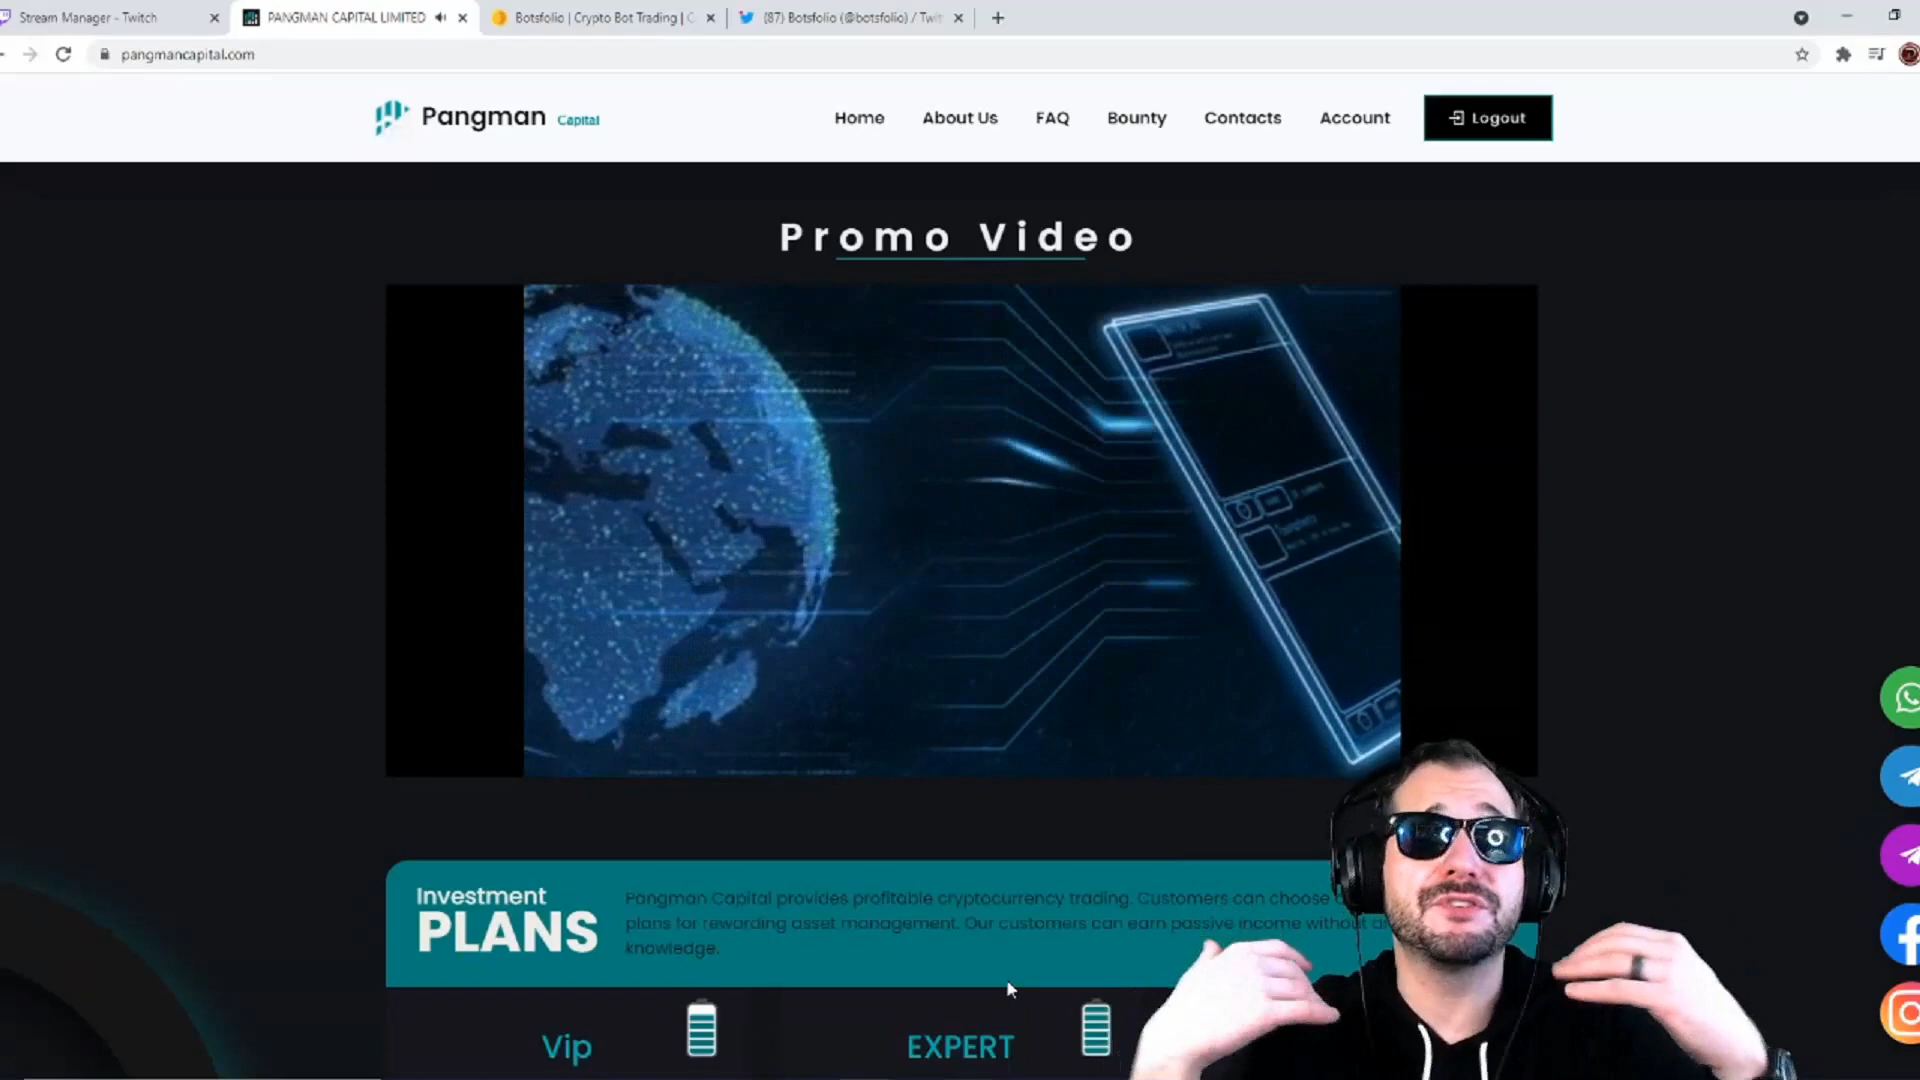 Stream Manager - Twitch
PANGMAN CAPITAL LIMITED
Botsfolio | Crypto Bot Trading |
(87) Botsfolio (@botsfolio) / Twit
pangmancapital.com
Pangman Capital
Home
About Us
FAQ
Bounty
Contacts
Account
Logout
Promo Video
Investment
PLANS
Pangman Capital provides profitable cryptocurrency trading. Customers can choose
plans for rewarding asset management. Our customers can earn passive income without
knowledge.
Vip
EXPERT